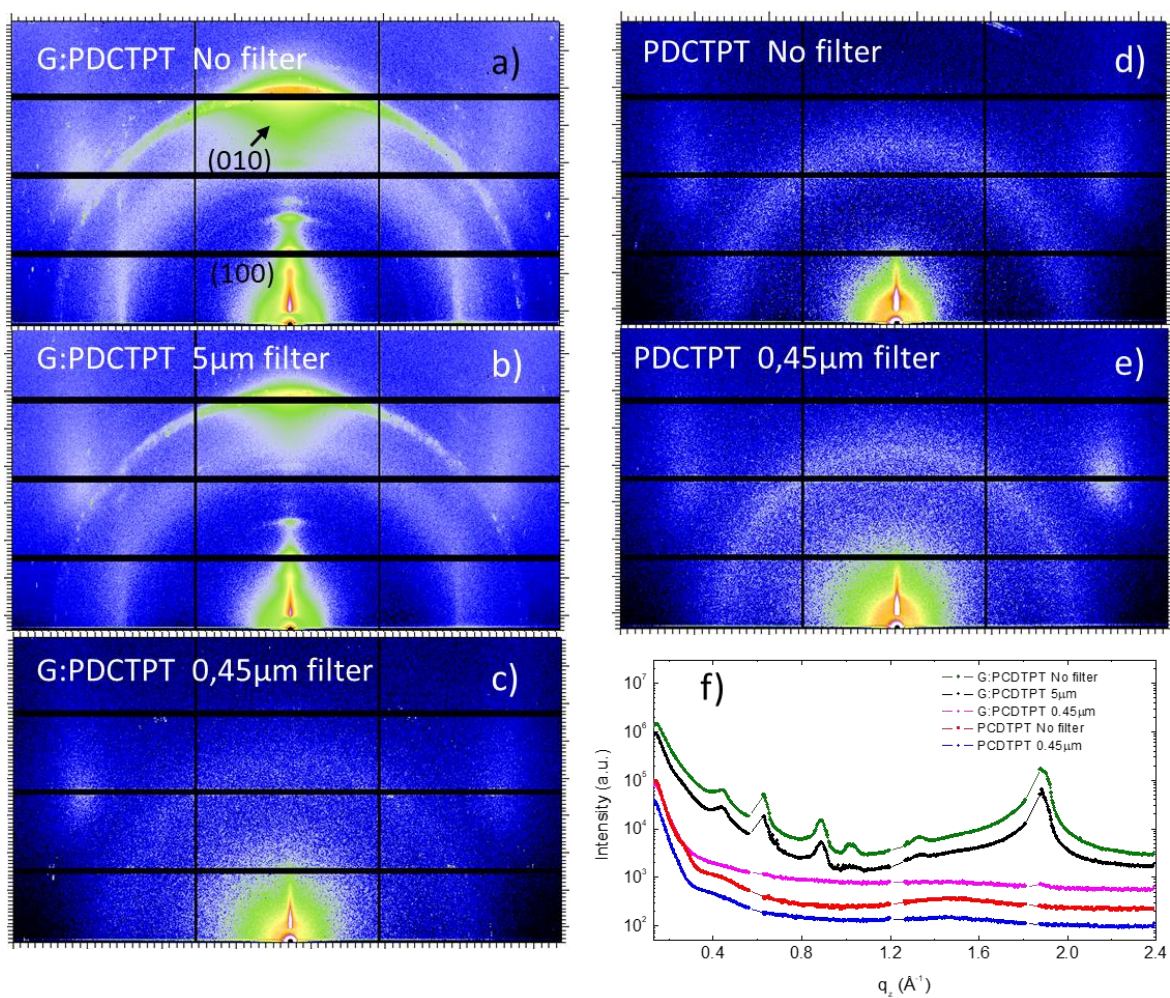 G:PDCTPT No filter
a)
(010)
(100)
G:PDCTPT 5µm filter
b)
G:PDCTPT 0,45µm filter
c)
PDCTPT No filter
d)
PDCTPT 0,45µm filter
e)
f)
G:PCDTPT No filter
G:PCDTPT 5µm
G:PCDTPT 0.45µm
PCDTPT No filter
PCDTPT 0.45µm
Intensity (a.u.)
10⁷
10⁶
10⁵
10⁴
10³
10²
0.4 0.8 1.2 1.6 2.0 2.4
q_z (Å⁻¹)